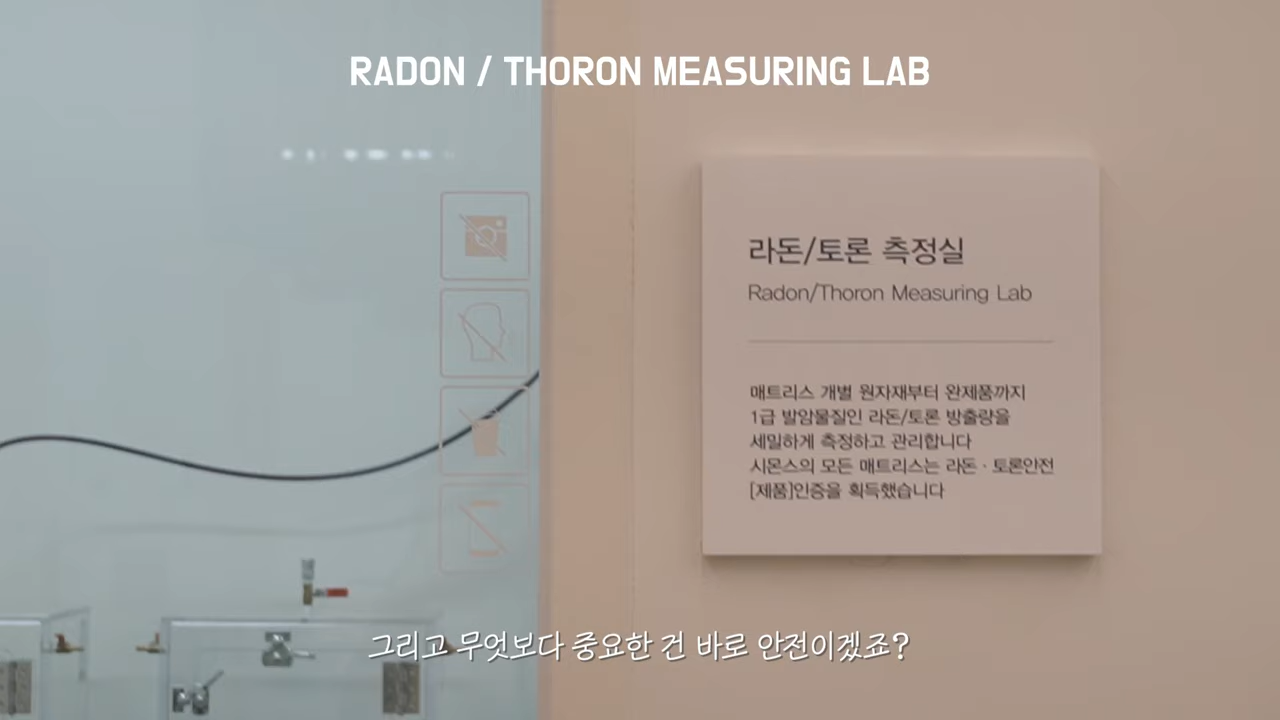 RADON / THORON MEASURING LAB
라돈/토론 측정실
Radon/Thoron Measuring Lab
매트리스 개별 원자재부터 완제품까지
1급 발암물질인 라돈/토론 방출량을
세밀하게 측정하고 관리합니다
시몬스의 모든 매트리스는 라돈 · 토론안전
[제품]인증을 획득했습니다
그리고 무엇보다 중요한 건 바로 안전이겠죠?